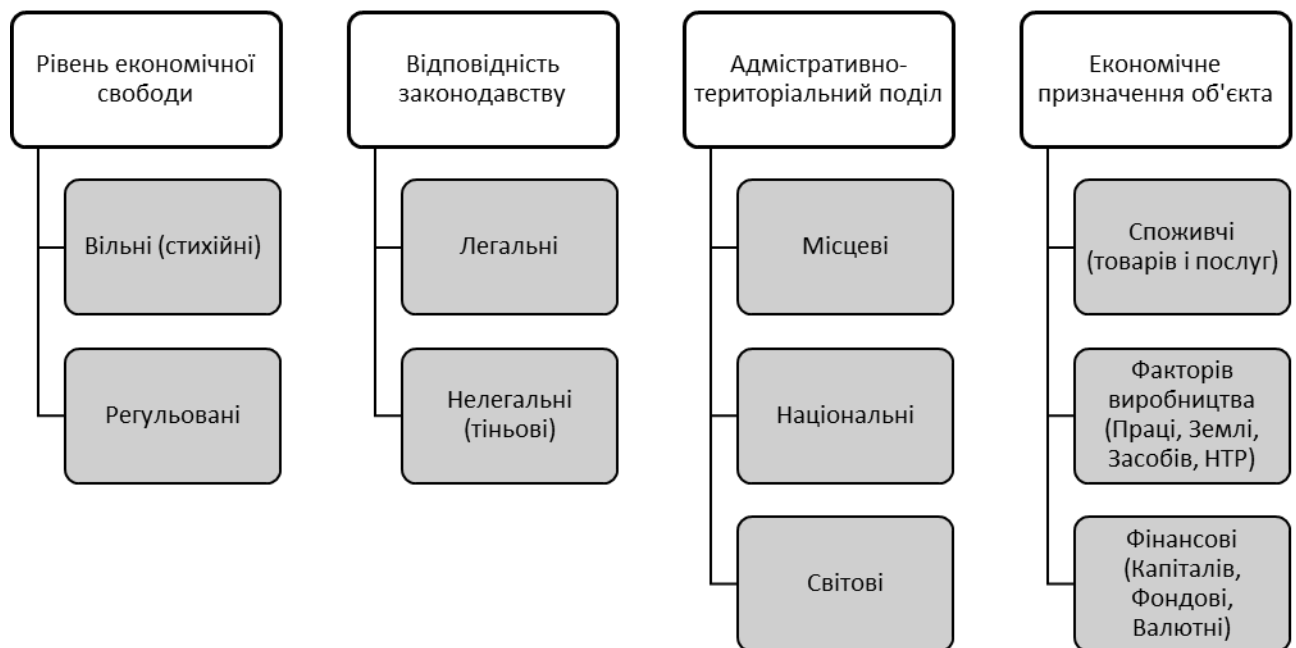 Рівень економічної
свободи
Вільні (стихійні)
Регульовані
Відповідність
законодавству
Легальні
Нелегальні
(тіньові)
Адмістративно-
територіальний поділ
Місцеві
Національні
Світові
Економічне
призначення об'єкта
Споживчі
(товарів і послуг)
Факторів
виробництва
(Праці, Землі,
Засобів, НТР)
Фінансові
(Капіталів,
Фондові,
Валютні)